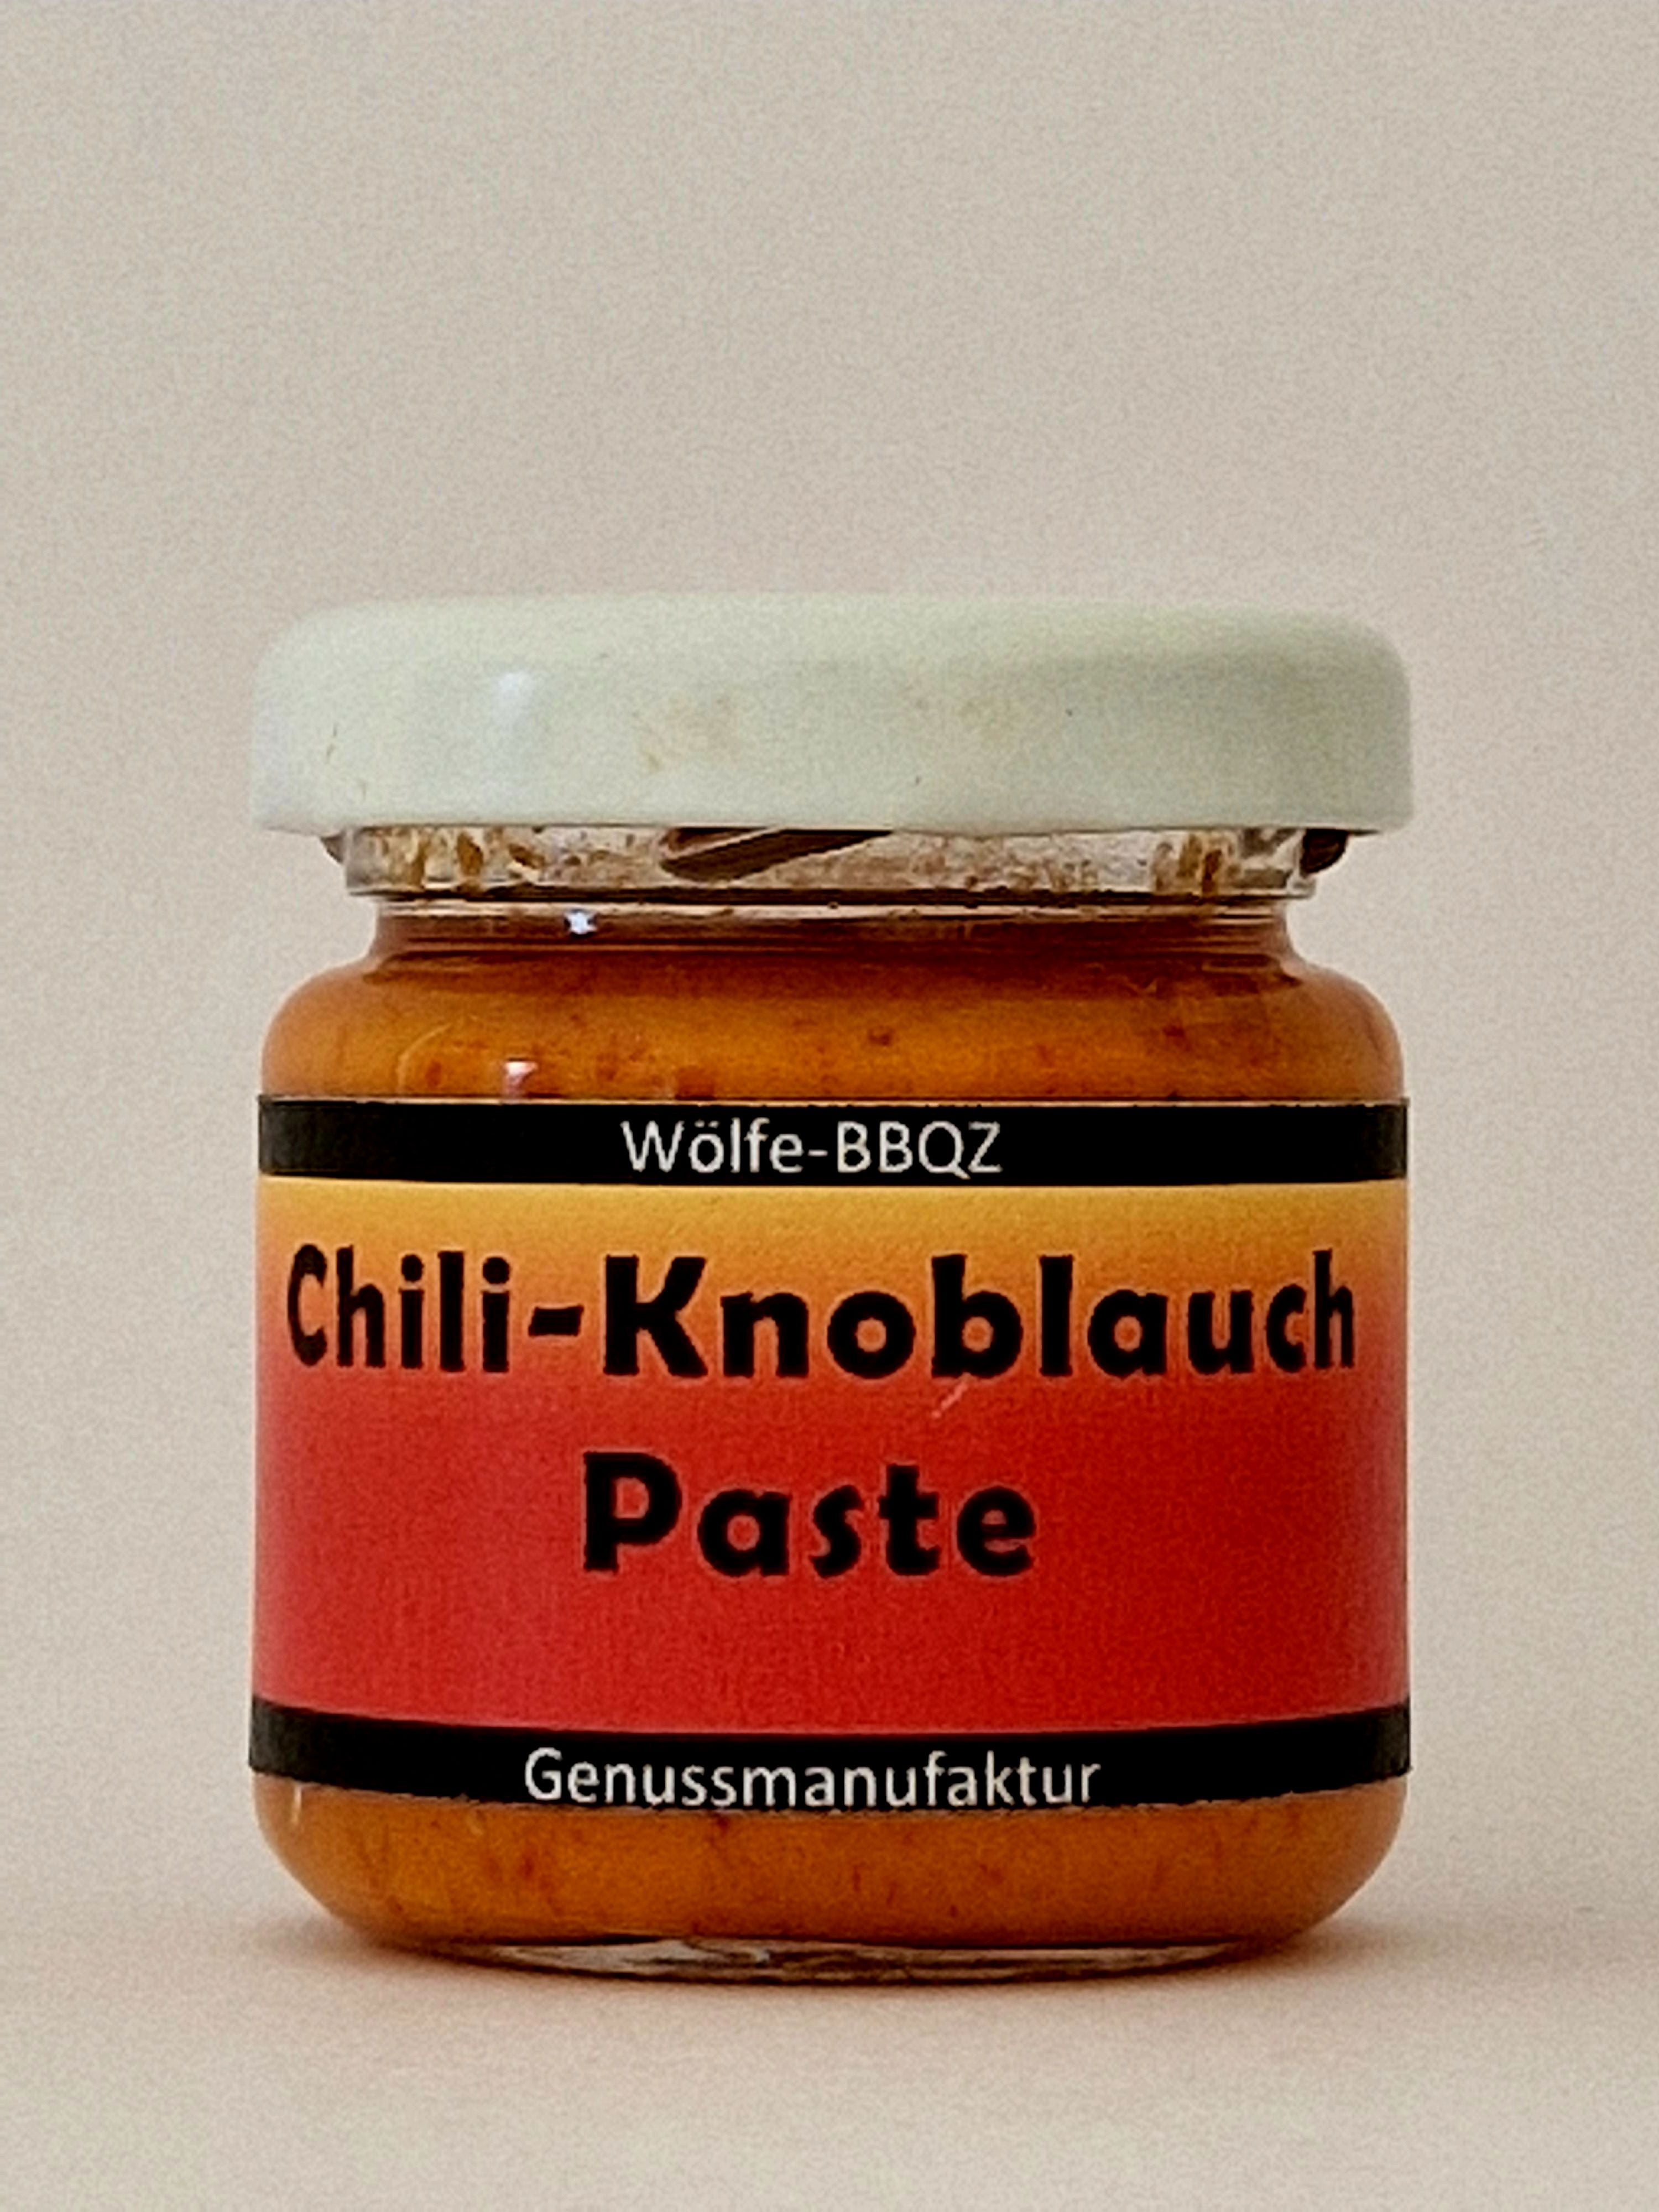 Wölfe-BBQZ
Chili-Knoblauch
Paste
Genussmanufaktur